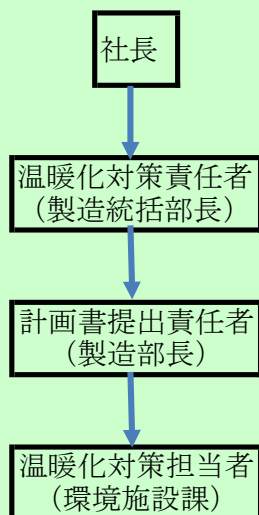 社長
温暖化対策責任者
（製造統括部長）
計画書提出責任者
（製造部長）
温暖化対策担当者
（環境施設課）